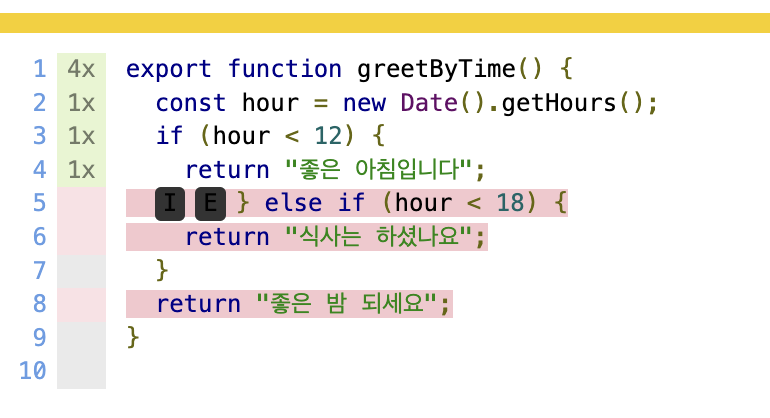 1 4x export function greetByTime() {
2 1x const hour = new Date().getHours();
3 1x if (hour < 12) {
4 1x return "좋은 아침입니다";
5 I E } else if (hour < 18) {
6 return "식사는 하셨나요";
7 }
8 return "좋은 밤 되세요";
9 }
10